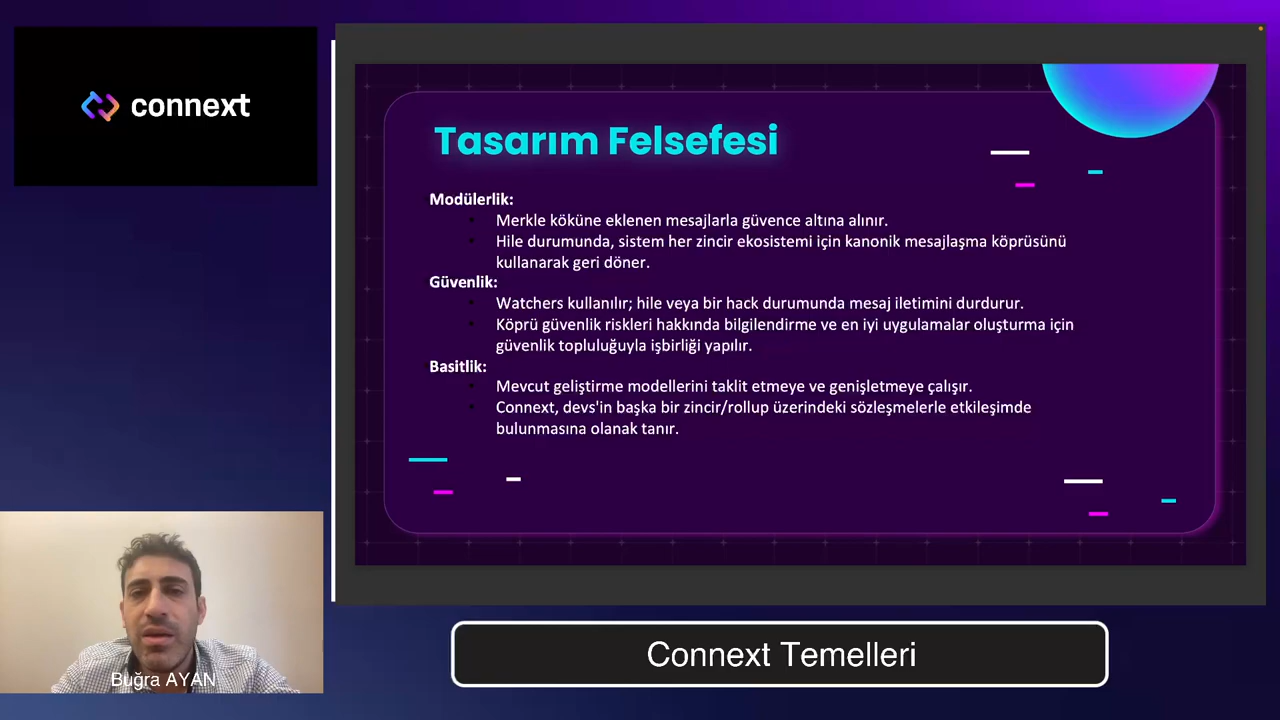 connext
Tasarım Felsefesi
Modülerlik:
Merkle köküne eklenen mesajlarla güvence altına alınır.
Hile durumunda, sistem her zincir ekosistemi için kanonik mesajlaşma köprüsünü
kullanarak geri döner.
Güvenlik:
Watchers kullanılır; hile veya bir hack durumunda mesaj iletimini durdurur.
Köprü güvenlik riskleri hakkında bilgilendirme ve en iyi uygulamalar oluşturma için
güvenlik topluluğuyla işbirliği yapılır.
Basitlik:
Mevcut geliştirme modellerini taklit etmeye ve genişletmeye çalışır.
Connext, devs'in başka bir zincir/rollup üzerindeki sözleşmelerle etkileşimde
bulunmasına olanak tanır.
Buğra AYAN
Connext Temelleri